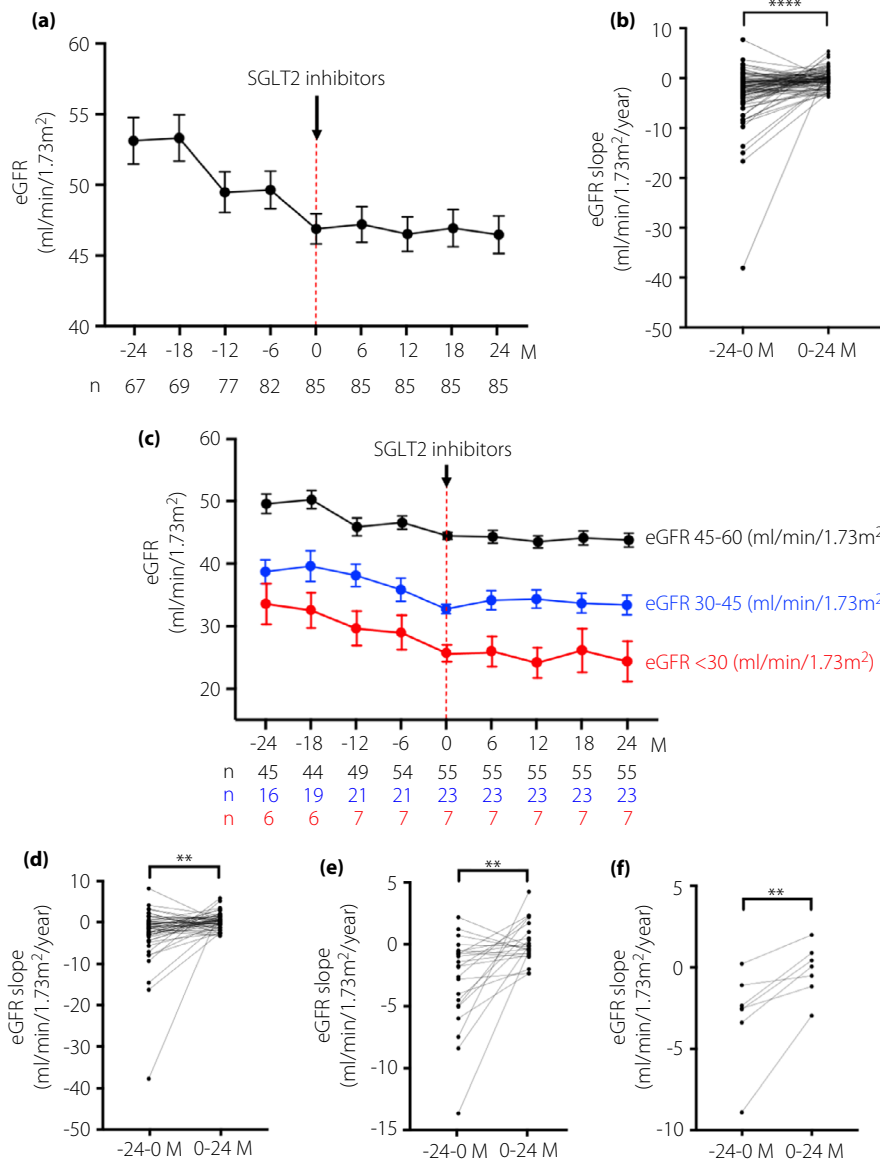 (a)
60
55
50
45
40
eGFR
(ml/min/1.73m²)
SGLT2 inhibitors
-24 -18 -12 -6 0 6 12 18 24 M
n 67 69 77 82 85 85 85 85 85
(b)
****
10
0
-10
-20
-30
-40
-50
eGFR slope
(ml/min/1.73m²/year)
-24-0 M 0-24 M
(c)
60
50
40
30
20
eGFR
(ml/min/1.73m²)
SGLT2 inhibitors
eGFR 45-60 (ml/min/1.73m²
eGFR 30-45 (ml/min/1.73m²
eGFR <30 (ml/min/1.73m²)
-24 -18 -12 -6 0 6 12 18 24 M
n 45 44 49 54 55 55 55 55 55
n 16 19 21 21 23 23 23 23 23
n 6 6 7 7 7 7 7 7 7
(d)
**
10
0
-10
-20
-30
-40
-50
eGFR slope
(ml/min/1.73m²/year)
-24-0 M 0-24 M
(e)
**
5
0
-5
-10
-15
eGFR slope
(ml/min/1.73m²/year)
-24-0 M 0-24 M
(f)
**
5
0
-5
-10
eGFR slope
(ml/min/1.73m²/year)
-24-0 M 0-24 M